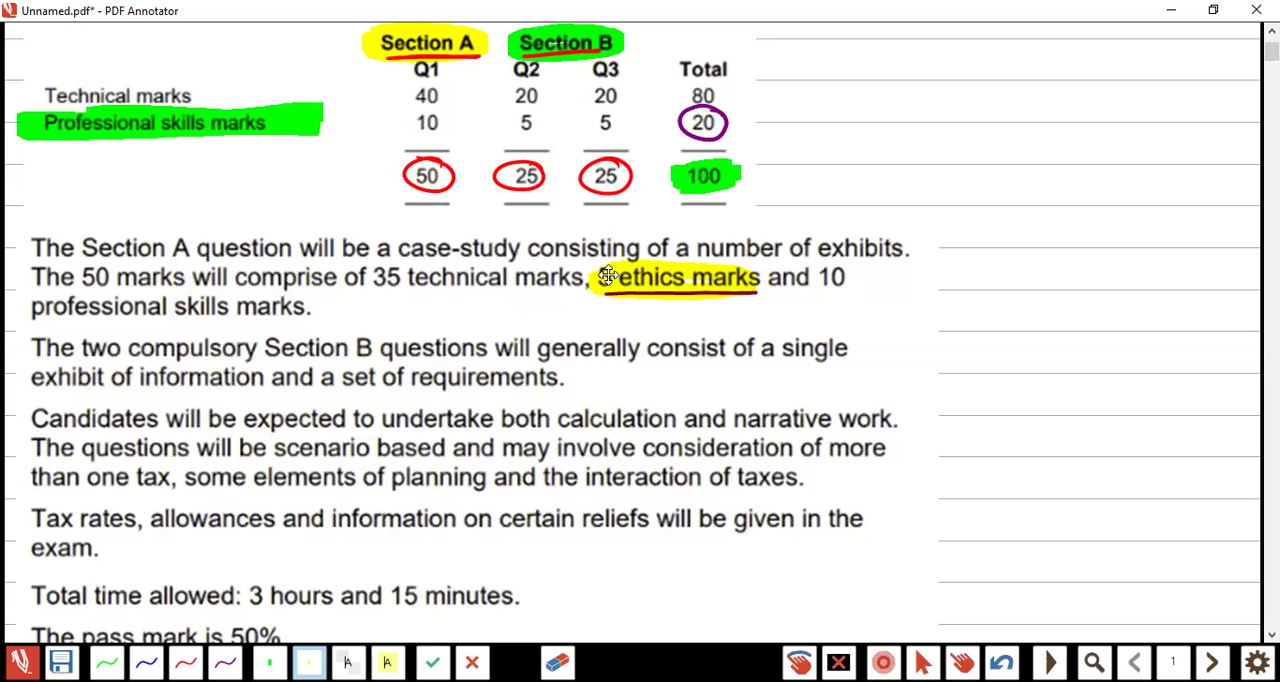 Unnamed.pdf* - PDF Annotator
Section A Section B
Q1 Q2 Q3 Total
Technical marks 40 20 20 80
Professional skills marks 10 5 5 20
50 25 25 100
The Section A question will be a case-study consisting of a number of exhibits.
The 50 marks will comprise of 35 technical marks, ethics marks and 10
professional skills marks.
The two compulsory Section B questions will generally consist of a single
exhibit of information and a set of requirements.
Candidates will be expected to undertake both calculation and narrative work.
The questions will be scenario based and may involve consideration of more
than one tax, some elements of planning and the interaction of taxes.
Tax rates, allowances and information on certain reliefs will be given in the
exam.
Total time allowed: 3 hours and 15 minutes.
The pass mark is 50%
A A 1